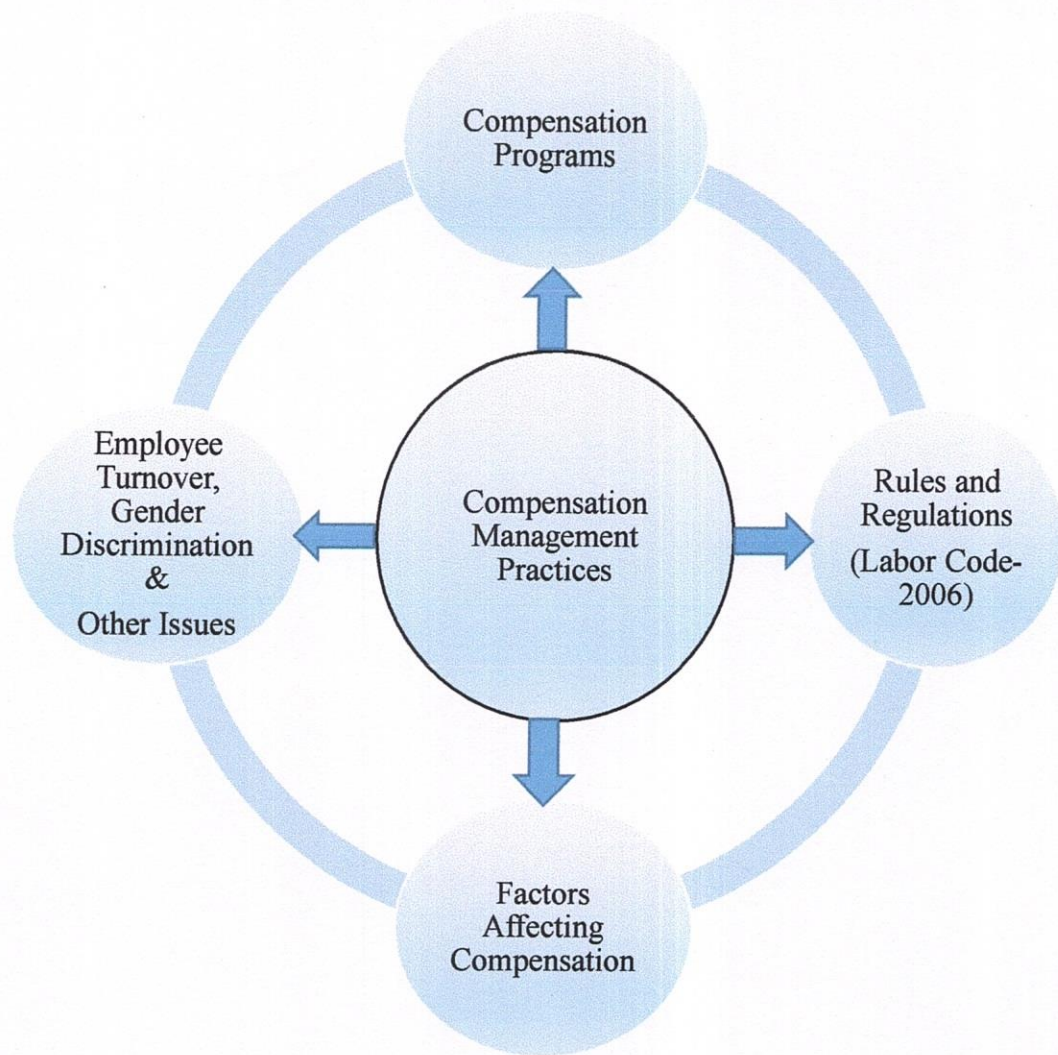 Compensation
Programs
Employee
Turnover,
Gender
Discrimination
&
Other Issues
Compensation
Management
Practices
Rules and
Regulations
(Labor Code-
2006)
Factors
Affecting
Compensation